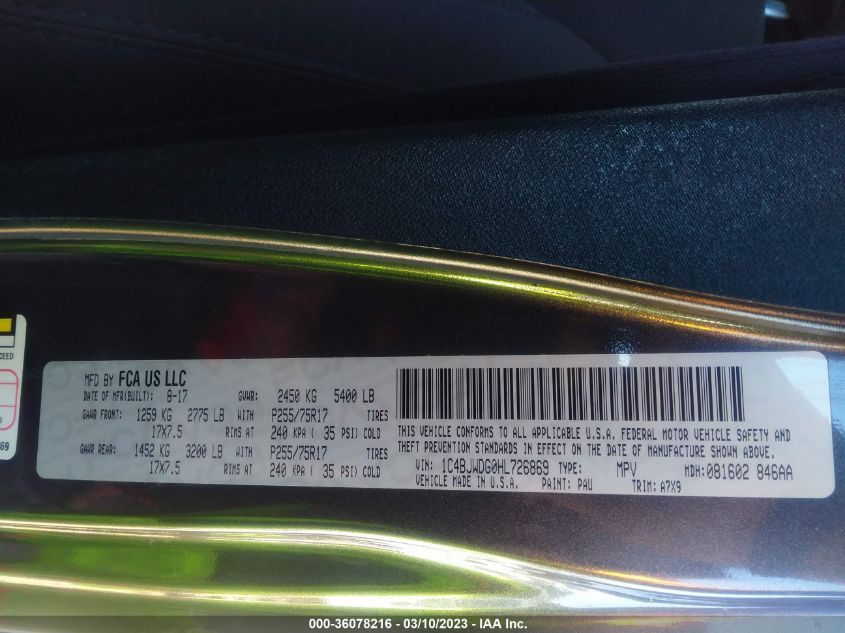 CEED
69
MFD BY FCA US LLC
DATE OF MFR(BUILT): 8-17 GVWR: 2450 KG 5400 LB
GAWR FRONT: 1259 KG 2775 LB WITH P255/75R17 TIRES
17X7.5 RIMS AT 240 KPA ( 35 PSI) COLD
GAWR REAR: 1452 KG 3200 LB WITH P255/75R17 TIRES
17X7.5 RIMS AT 240 KPA ( 35 PSI) COLD
THIS VEHICLE CONFORMS TO ALL APPLICABLE U.S.A. FEDERAL MOTOR VEHICLE SAFETY AND
THEFT PREVENTION STANDARDS IN EFFECT ON THE DATE OF MANUFACTURE SHOWN ABOVE.
VIN: 1C4BJWDG0HL726869 TYPE: MPV MDH: 081602 846AA
VEHICLE MADE IN U.S.A. PAINT: PAU TRIM: A7X9
000-36078216 - 03/10/2023 - IAA Inc.